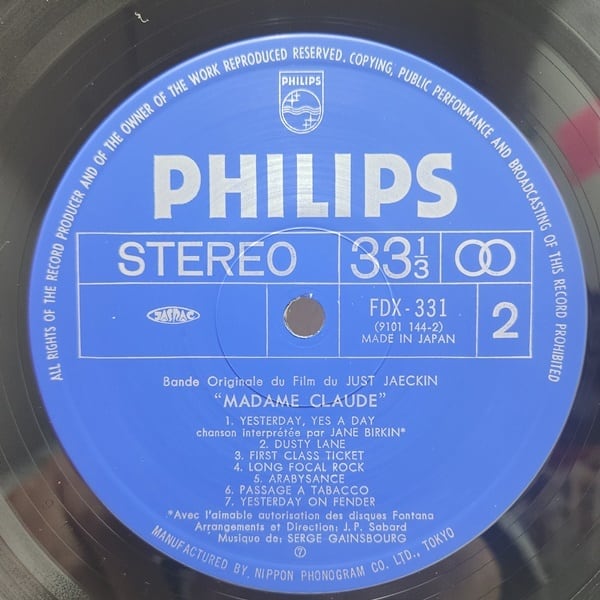 ALL RIGHTS OF THE RECORD PRODUCER AND OF THE OWNER OF THE WORK REPRODUCED RESERVED. COPYING, PUBLIC PERFORMANCE AND BROADCASTING OF THIS RECORD PROHIBITED
PHILIPS
PHILIPS
STEREO 33 1/3
JASRAC
FDX-331
(9101 144-2)
MADE IN JAPAN
2
Bande Originale du Film du JUST JAECKIN
“MADAME CLAUDE”
1. YESTERDAY, YES A DAY
chanson interprétée par JANE BIRKIN*
2. DUSTY LANE
3. FIRST CLASS TICKET
4. LONG FOCAL ROCK
5. ARABYSANCE
6. PASSAGE A TABACCO
7. YESTERDAY ON FENDER
*Avec l'aimable autorisation des disques Fontana
Arrangements et Direction: J.P. Sabard
Musique de: SERGE GAINSBOURG
7
MANUFACTURED BY NIPPON PHONOGRAM CO. LTD., TOKYO